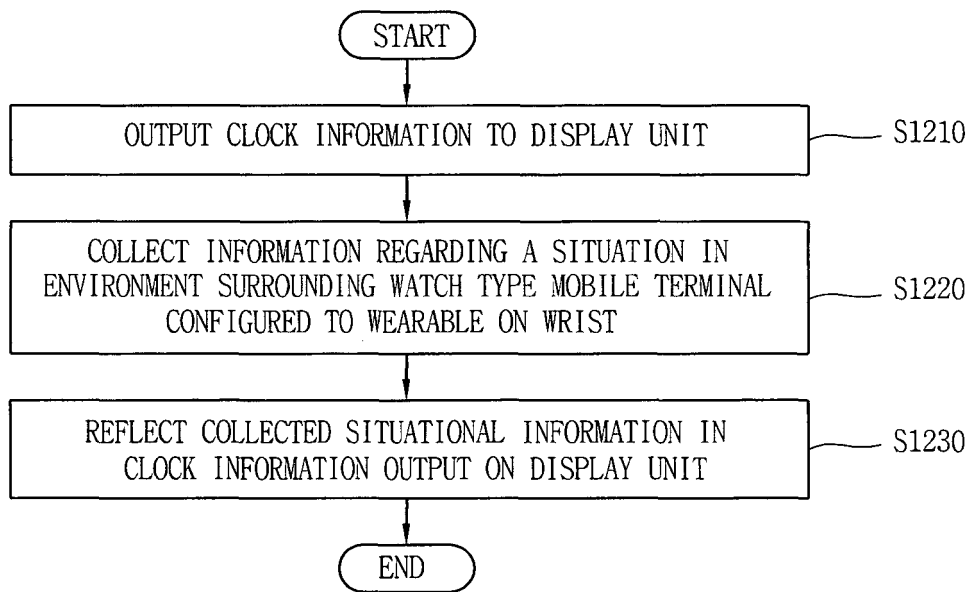 START
OUTPUT CLOCK INFORMATION TO DISPLAY UNIT
S1210
COLLECT INFORMATION REGARDING A SITUATION IN
ENVIRONMENT SURROUNDING WATCH TYPE MOBILE TERMINAL
CONFIGURED TO WEARABLE ON WRIST
S1220
REFLECT COLLECTED SITUATIONAL INFORMATION IN
CLOCK INFORMATION OUTPUT ON DISPLAY UNIT
S1230
END